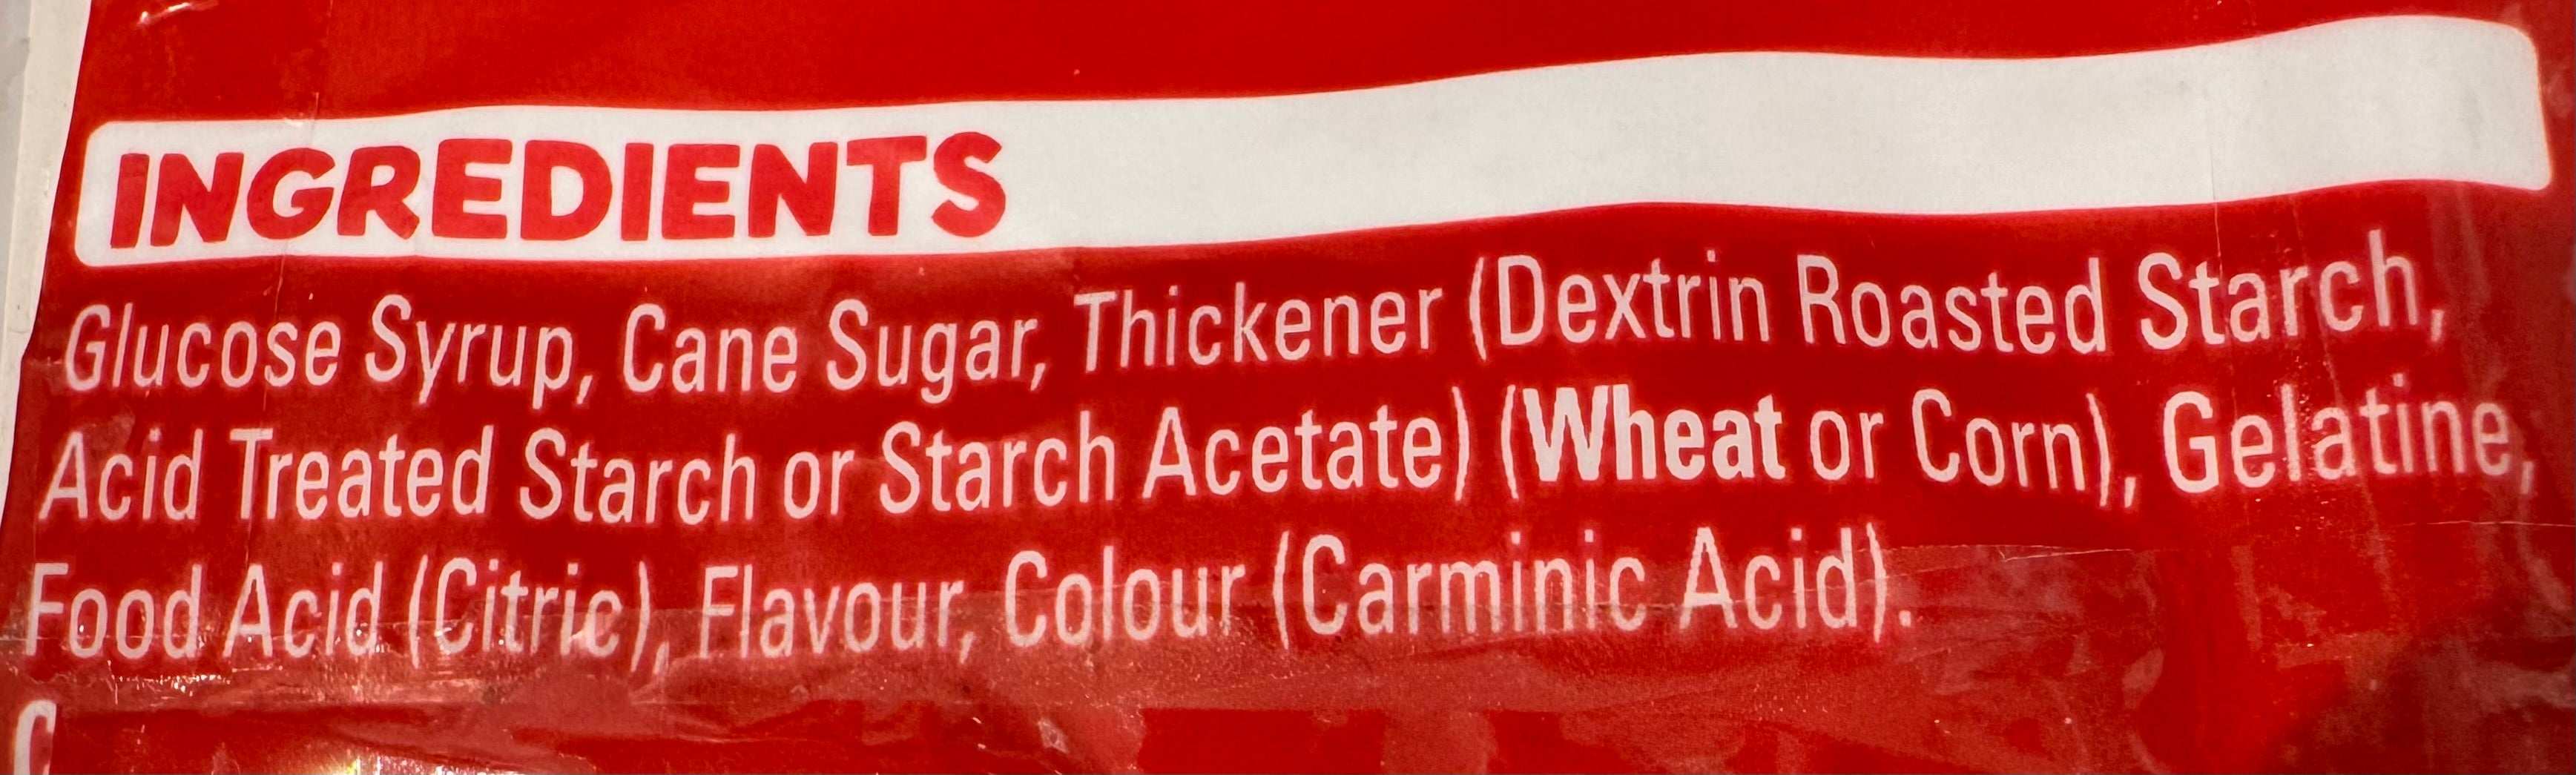 INGREDIENTS
Glucose Syrup, Cane Sugar, Thickener (Dextrin Roasted Starch,
Acid Treated Starch or Starch Acetate) (Wheat or Corn), Gelatine,
Food Acid (Citric), Flavour, Colour (Carminic Acid).